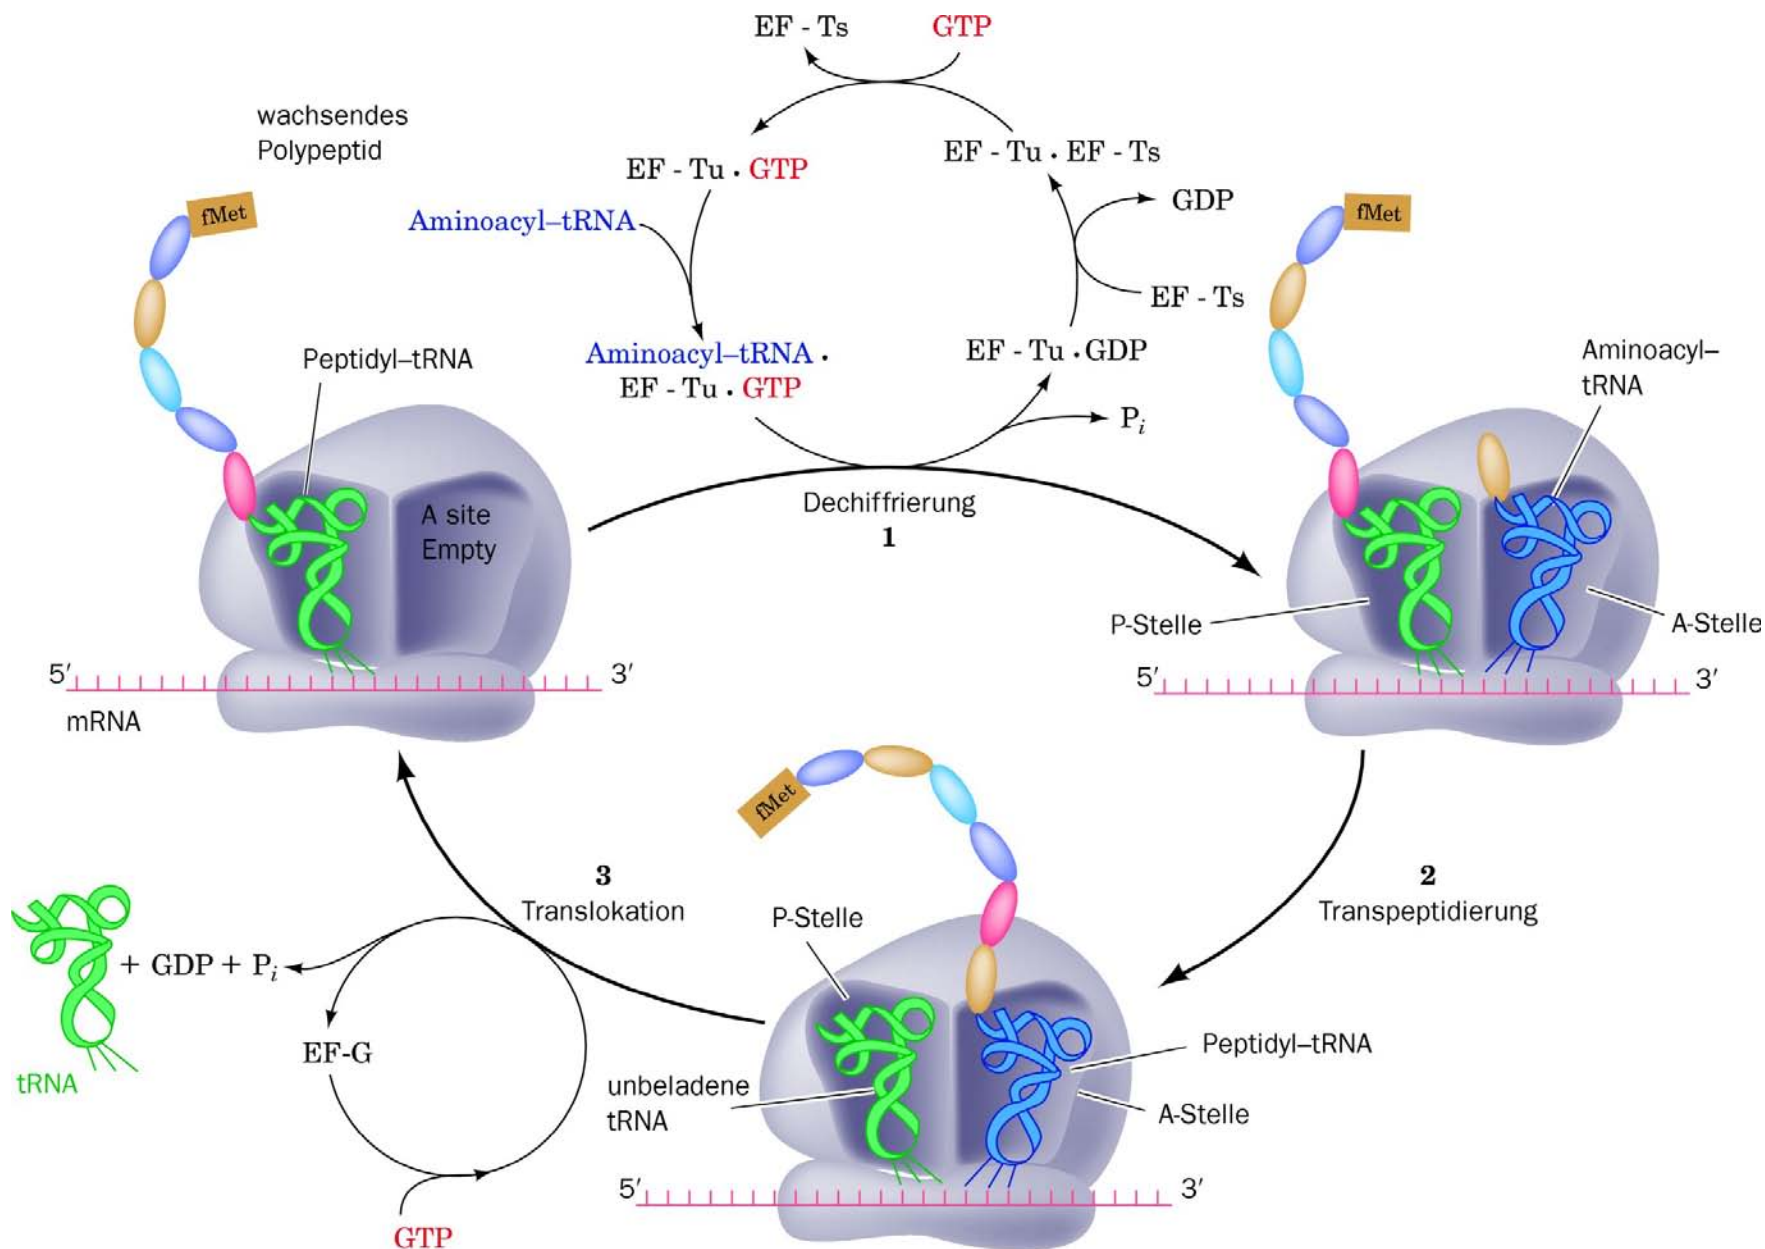 EF - Ts
GTP
wachsendes
Polypeptid
EF - Tu · GTP
EF - Tu · EF - Ts
GDP
fMet
Aminoacyl–tRNA
EF - Ts
fMet
Peptidyl–tRNA
Aminoacyl–tRNA ·
EF - Tu · GTP
EF - Tu · GDP
Pi
Aminoacyl–
tRNA
A site
Empty
Dechiffrierung
1
P-Stelle
A-Stelle
5′
3′
mRNA
5′
3′
fMet
3
Translokation
2
Transpeptidierung
P-Stelle
+ GDP + Pi
EF-G
tRNA
Peptidyl–tRNA
unbeladene
tRNA
A-Stelle
5′
3′
GTP